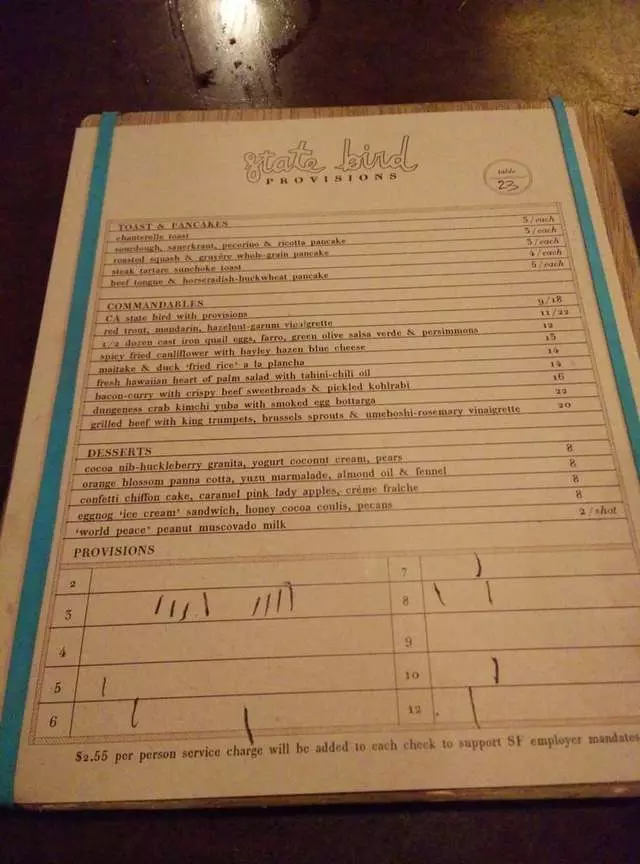 state bird
PROVISIONS
table
23
TOAST & PANCAKES
chanterelle toast 5/each
sourdough, sauerkraut, pecorino & ricotta pancake 5/each
roasted squash & gruyère whole-grain pancake 5/each
steak tartare sunchoke toast 4/each
beef tongue & horseradish-buckwheat pancake 6/each
COMMANDABLES
CA state bird with provisions 9/18
red trout, mandarin, hazelnut-garum vinaigrette 11/22
1/2 dozen cast iron quail eggs, farro, green olive salsa verde & persimmons 12
spicy fried cauliflower with bayley hazen blue cheese 15
maitake & duck 'fried rice' a la plancha 14
fresh hawaiian heart of palm salad with tahini-chili oil 14
bacon-curry with crispy beef sweetbreads & pickled kohlrabi 16
dungeness crab kimchi yuba with smoked egg bottarga 22
grilled beef with king trumpets, brussels sprouts & umeboshi-rosemary vinaigrette 20
DESSERTS
cocoa nib-huckleberry granita, yogurt coconut cream, pears 8
orange blossom panna cotta, yuzu marmalade, almond oil & fennel 8
confetti chiffon cake, caramel pink lady apples, créme fraîche 8
eggnog 'ice cream' sandwich, honey cocoa coulis, pecans 8
'world peace' peanut muscovado milk 2/shot
PROVISIONS
2 7
3 8
4 9
5 10
6 12
$2.55 per person service charge will be added to each check to support SF employer mandates